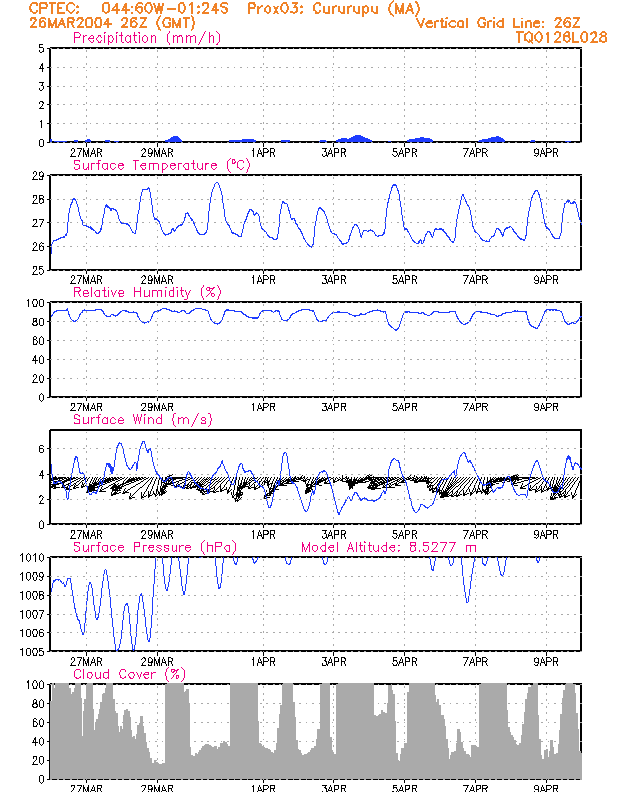 CPTEC: 044:60W-01:24S Prox03: Cururupu (MA)
26MAR2004 26Z (GMT) Vertical Grid Line: 26Z
Precipitation (mm/h) TQ0126L028
5
4
3
2
1
0
27MAR 29MAR 1APR 3APR 5APR 7APR 9APR
Surface Temperature (°C)
29
28
27
26
25
27MAR 29MAR 1APR 3APR 5APR 7APR 9APR
Relative Humidity (%)
100
80
60
40
20
0
27MAR 29MAR 1APR 3APR 5APR 7APR 9APR
Surface Wind (m/s)
6
4
2
0
27MAR 29MAR 1APR 3APR 5APR 7APR 9APR
Surface Pressure (hPa) Model Altitude: 8.5277 m
1010
1009
1008
1007
1006
1005
27MAR 29MAR 1APR 3APR 5APR 7APR 9APR
Cloud Cover (%)
100
80
60
40
20
0
27MAR 29MAR 1APR 3APR 5APR 7APR 9APR